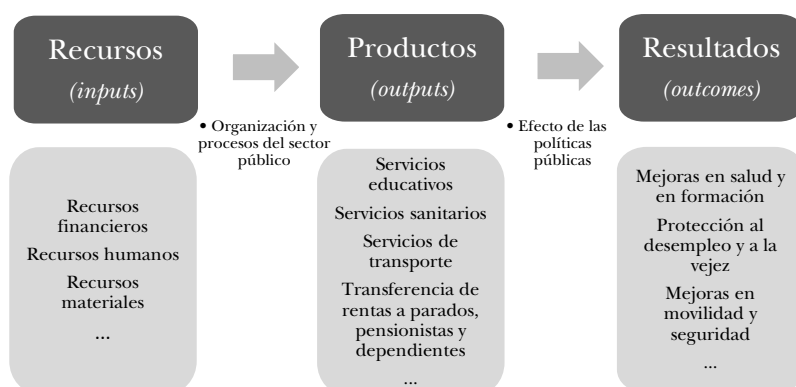 Recursos
(inputs)
Productos
(outputs)
Resultados
(outcomes)
• Organización y
procesos del sector
público
• Efecto de las
políticas
públicas
Recursos
financieros
Recursos humanos
Recursos
materiales
...
Servicios
educativos
Servicios sanitarios
Servicios de
transporte
Transferencia de
rentas a parados,
pensionistas y
dependientes
...
Mejoras en salud y
en formación
Protección al
desempleo y a la
vejez
Mejoras en
movilidad y
seguridad
...